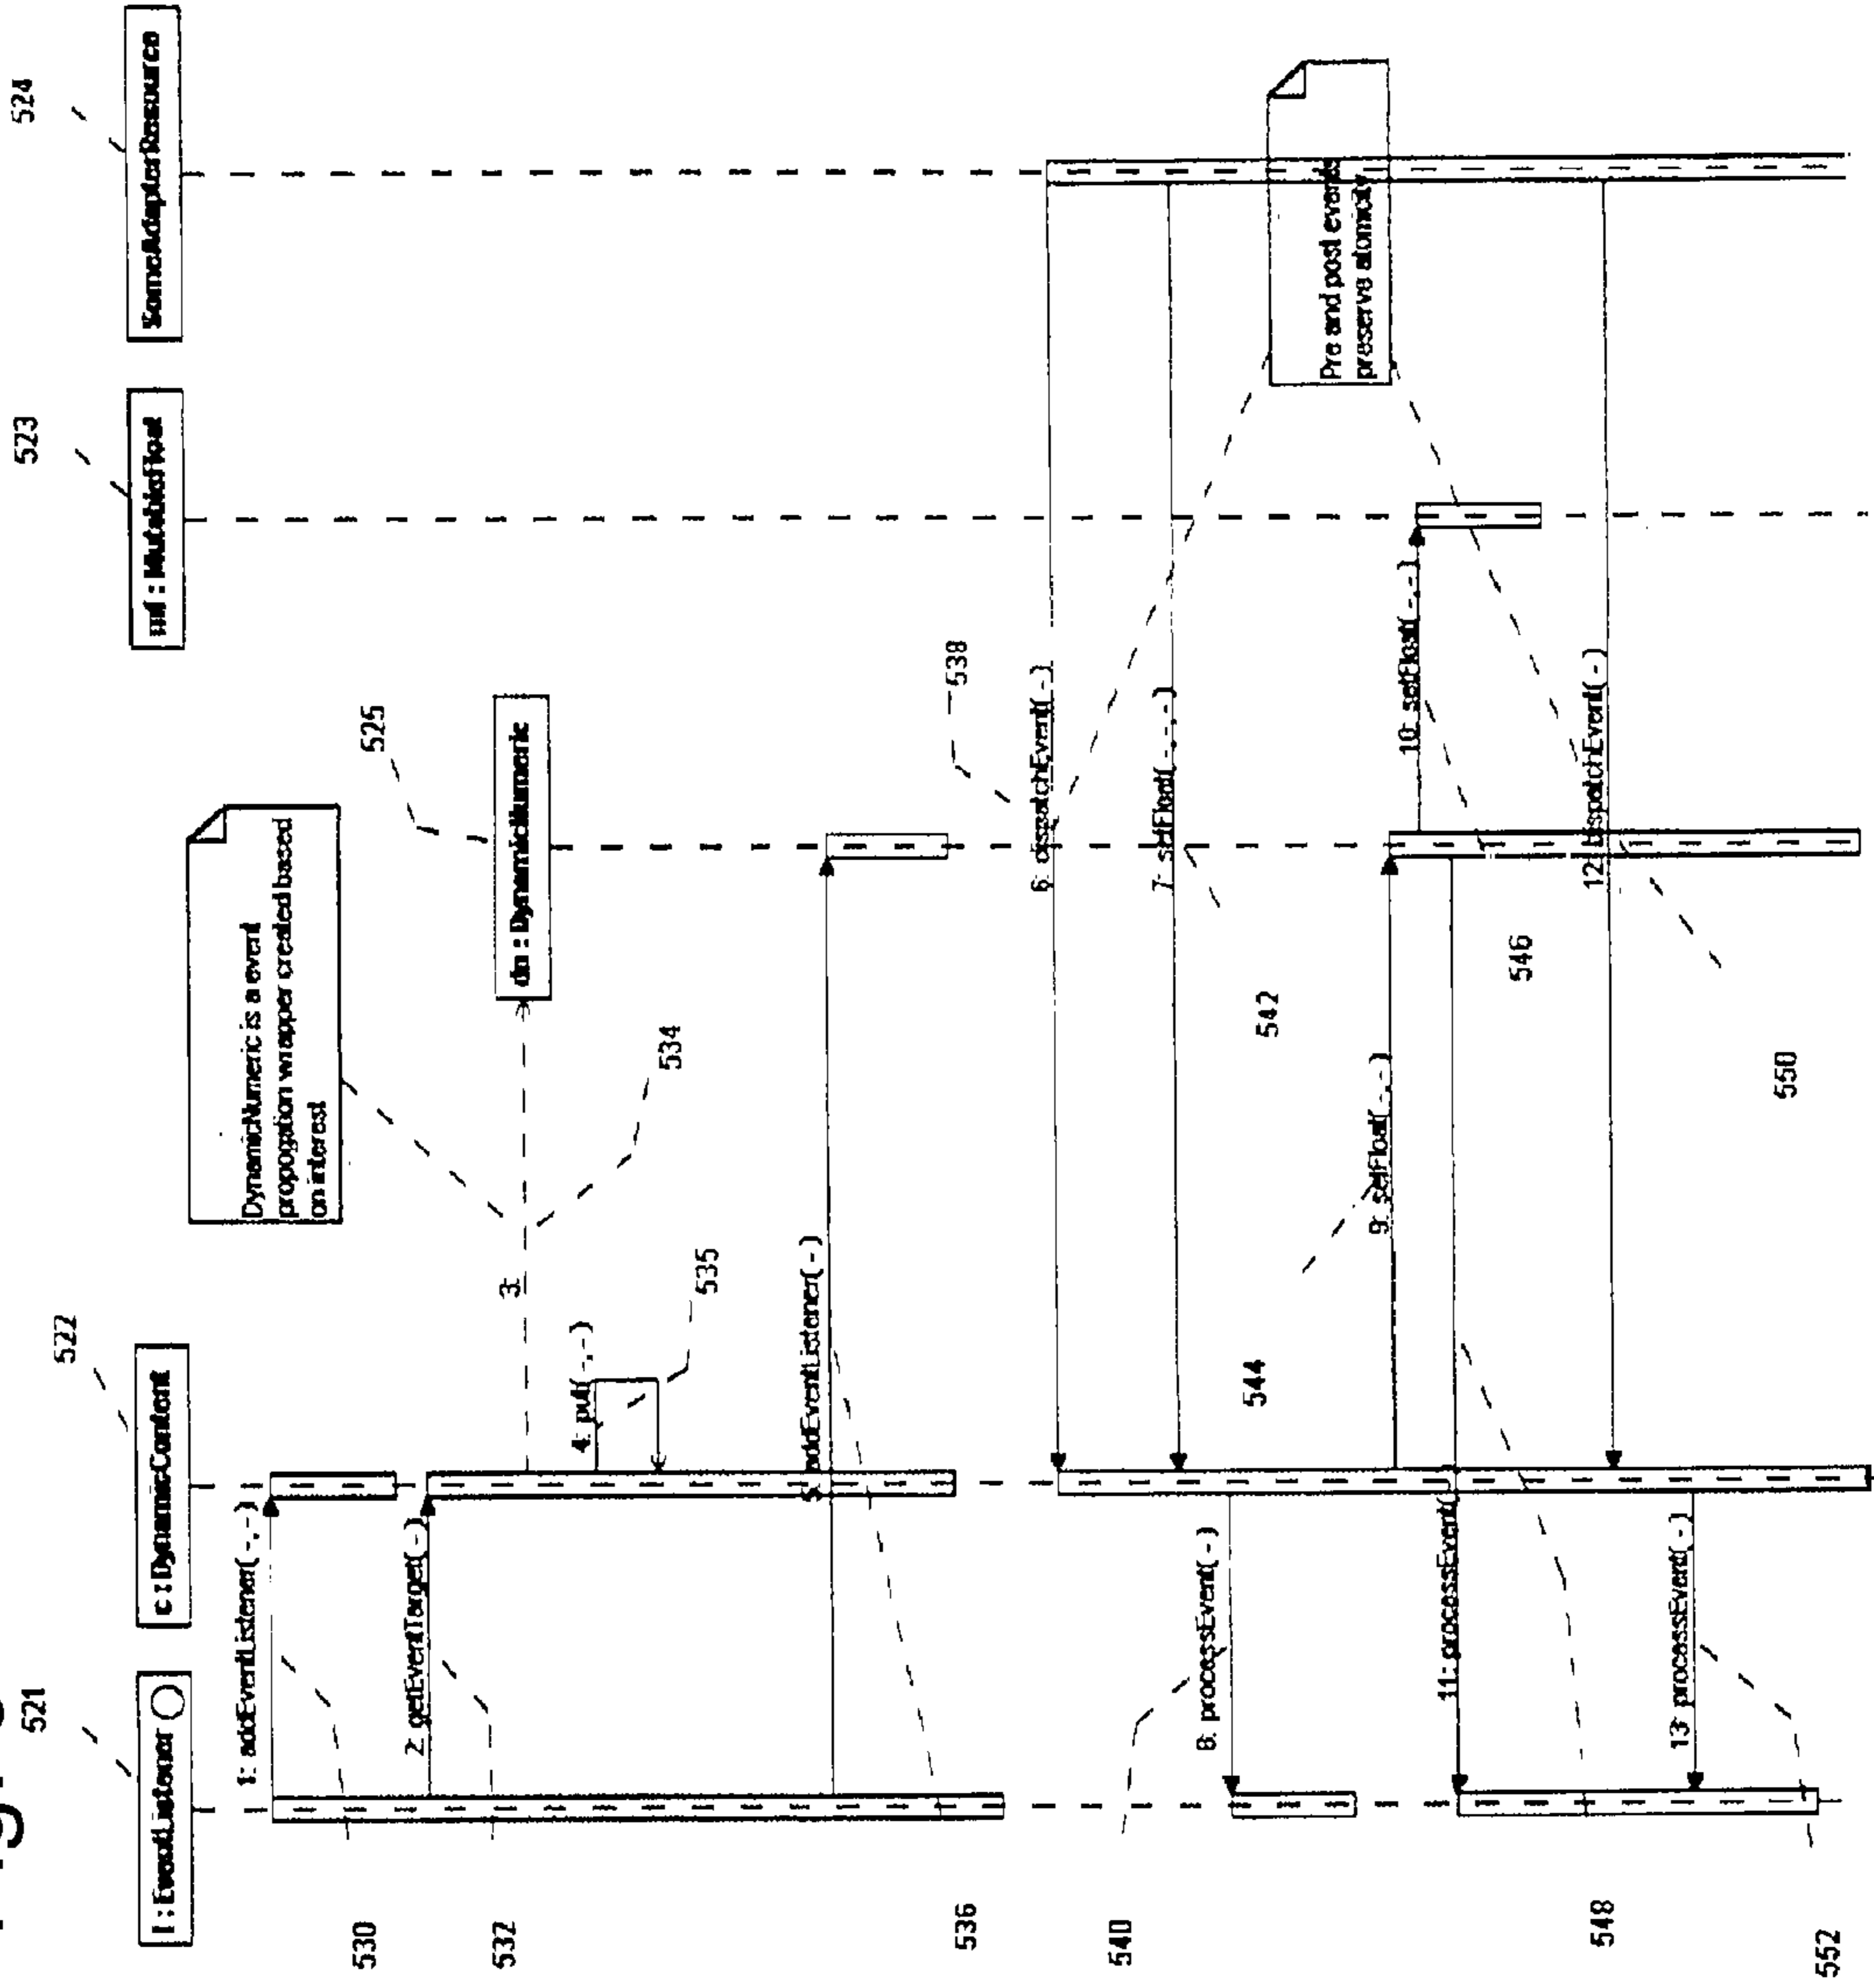 521
522
523
524
l : EventListener
c : DynamicContent
mf : MutableFloat
SomeAdapterResource
DynamicNumeric is a event
propogation wrapper created based
on interest
525
1: addEventListener(-,-)
530
2: getEventTarget(-)
532
3:
dn : DynamicNumeric
534
4: put(-,-)
535
5: addEventListener(-)
536
538
6: dispatchEvent(-)
7: setFloat(-,-,-)
542
8: processEvent(-)
540
Pre and post events
preserve atomicity
544
9: setFloat(-,-)
10: setFloat(-,-)
546
11: processEvent(
548
12: dispatchEvent(-)
550
13: processEvent(-)
552